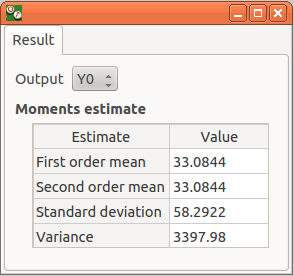 Result
Output Y0
Moments estimate
Estimate Value
First order mean 33.0844
Second order mean 33.0844
Standard deviation 58.2922
Variance 3397.98